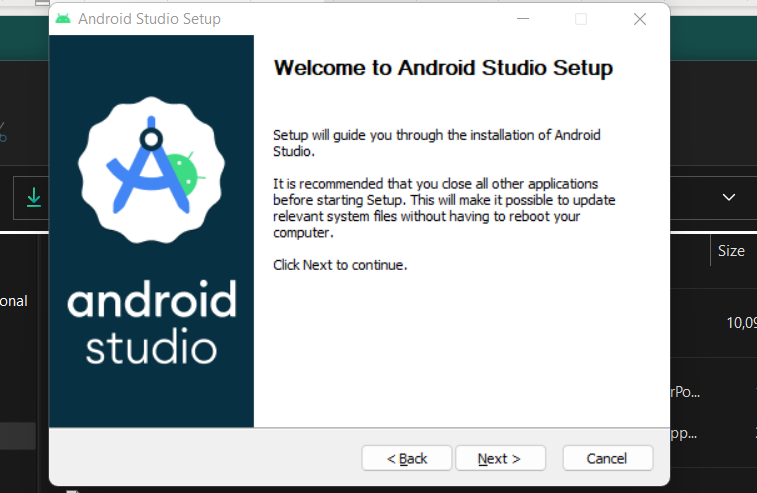 Android Studio Setup
Welcome to Android Studio Setup
Setup will guide you through the installation of Android
Studio.
It is recommended that you close all other applications
before starting Setup. This will make it possible to update
relevant system files without having to reboot your
computer.
Click Next to continue.
android
studio
< Back
Next >
Cancel
Size
onal
10,09
rPo...
pp...